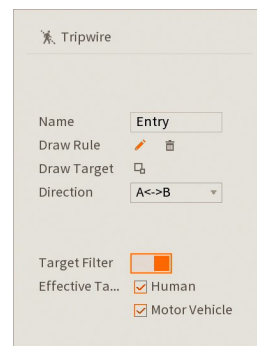 Tripwire
Name Entry
Draw Rule
Draw Target
Direction A<->B
Target Filter
Effective Ta... Human
Motor Vehicle